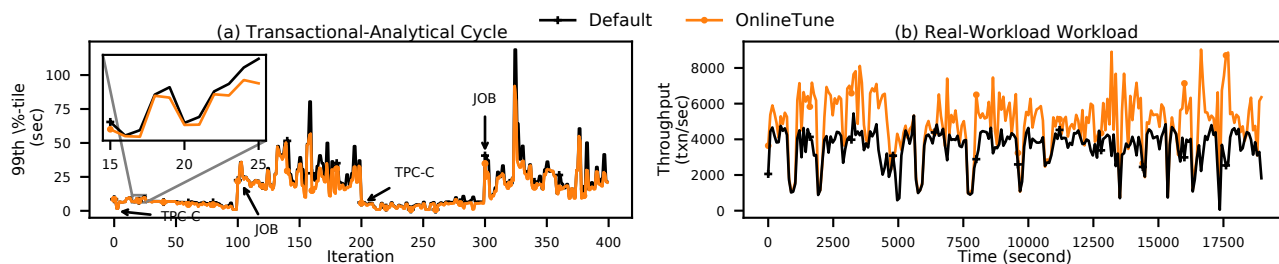 Default OnlineTune
(a) Transactional-Analytical Cycle
99th \%-tile
(sec)
100
75
50
25
0
15 20 25
TPC-C
JOB
TPC-C
JOB
0 50 100 150 200 250 300 350 400
Iteration
(b) Real-Workload Workload
Throughput
(txn/sec)
8000
6000
4000
2000
0
0 2500 5000 7500 10000 12500 15000 17500
Time (second)